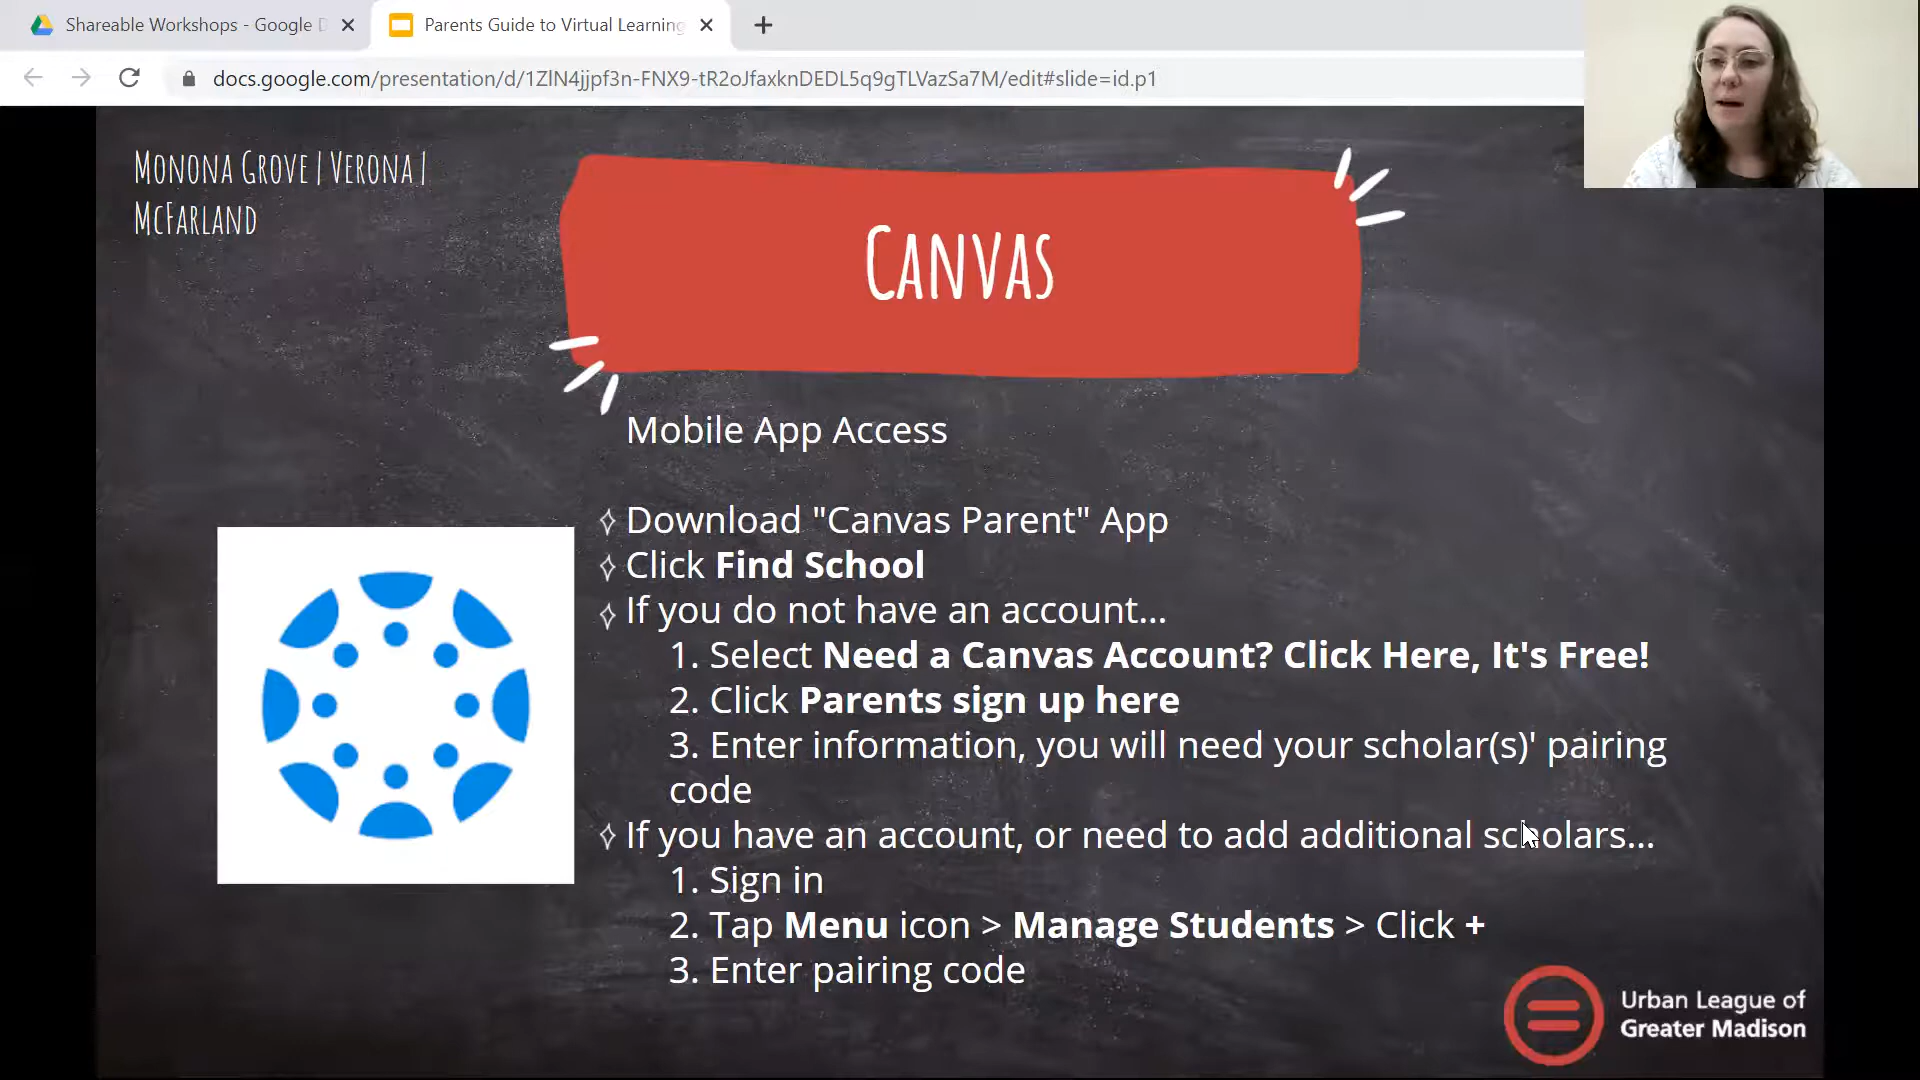 Shareable Workshops - Google D
Parents Guide to Virtual Learning
docs.google.com/presentation/d/1ZlN4jjpf3n-FNX9-tR2oJfaxknDEDL5q9gTLVazSa7M/edit#slide=id.p1
Monona Grove | Verona |
McFarland
Canvas
Mobile App Access
Download "Canvas Parent" App
Click Find School
If you do not have an account...
1. Select Need a Canvas Account? Click Here, It's Free!
2. Click Parents sign up here
3. Enter information, you will need your scholar(s)' pairing
code
If you have an account, or need to add additional scholars...
1. Sign in
2. Tap Menu icon > Manage Students > Click +
3. Enter pairing code
Urban League of
Greater Madison